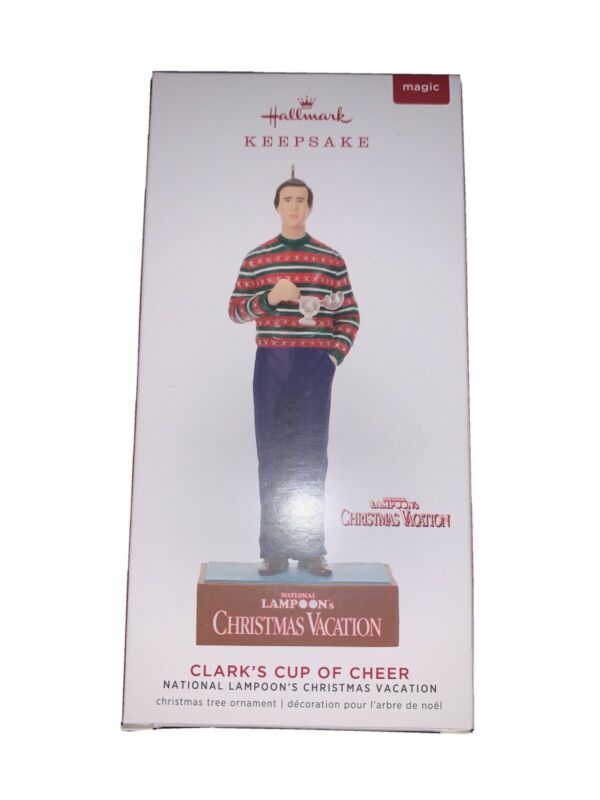 magic
Hallmark
KEEPSAKE
NATIONAL
LAMPOON's
CHRISTMAS VACATION
NATIONAL
LAMPOON's
CHRISTMAS VACATION
CLARK'S CUP OF CHEER
NATIONAL LAMPOON'S CHRISTMAS VACATION
christmas tree ornament | décoration pour l'arbre de noël